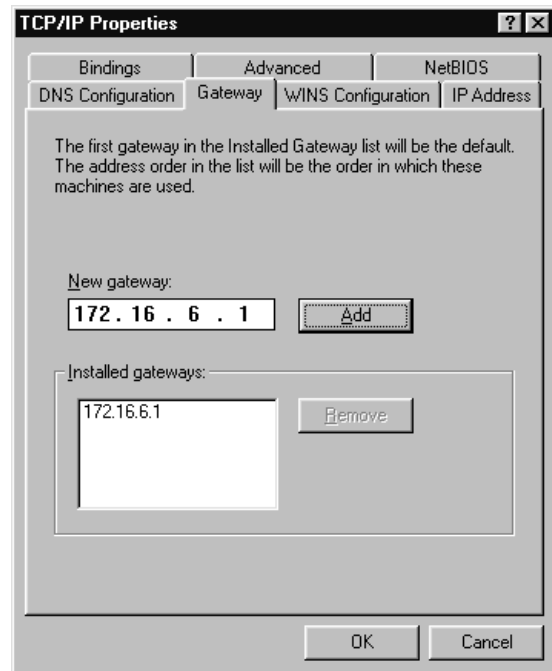 TCP/IP Properties
? X
Bindings Advanced NetBIOS
DNS Configuration Gateway WINS Configuration IP Address
The first gateway in the Installed Gateway list will be the default.
The address order in the list will be the order in which these
machines are used.
New gateway:
172 . 16 . 6 . 1 Add
Installed gateways:
172.16.6.1 Remove
OK Cancel